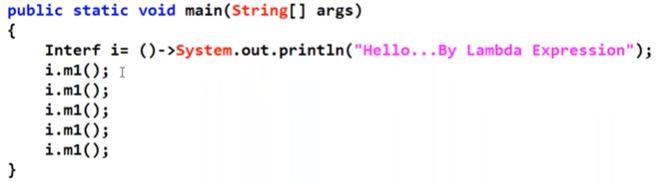 public static void main(String[] args)
{
    Interf i= ()->System.out.println("Hello...By Lambda Expression");
    i.m1();
    i.m1();
    i.m1();
    i.m1();
    i.m1();
}